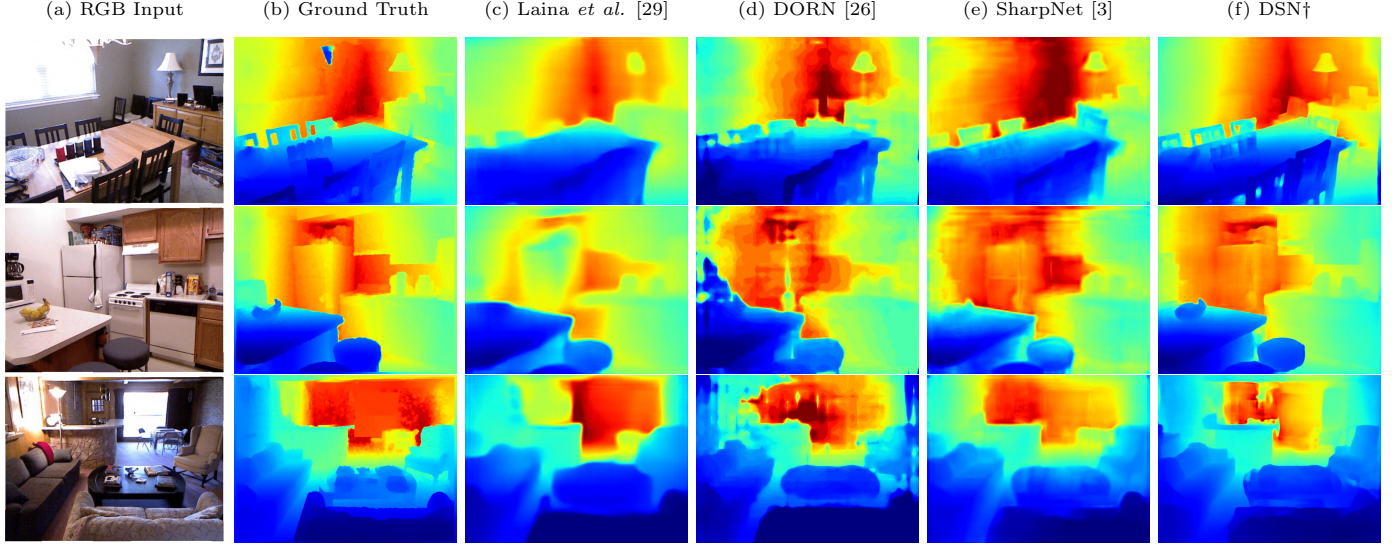 (a) RGB Input (b) Ground Truth (c) Laina et al. [29] (d) DORN [26] (e) SharpNet [3] (f) DSN†